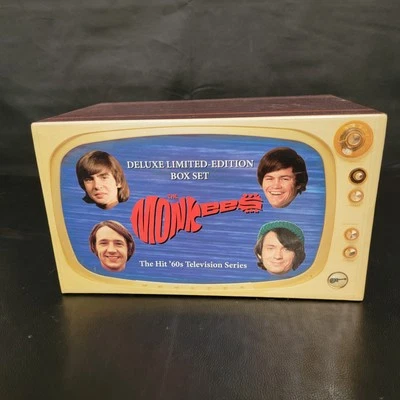 DELUXE LIMITED-EDITION
BOX SET
THE
MONKEES
The Hit '60s Television Series